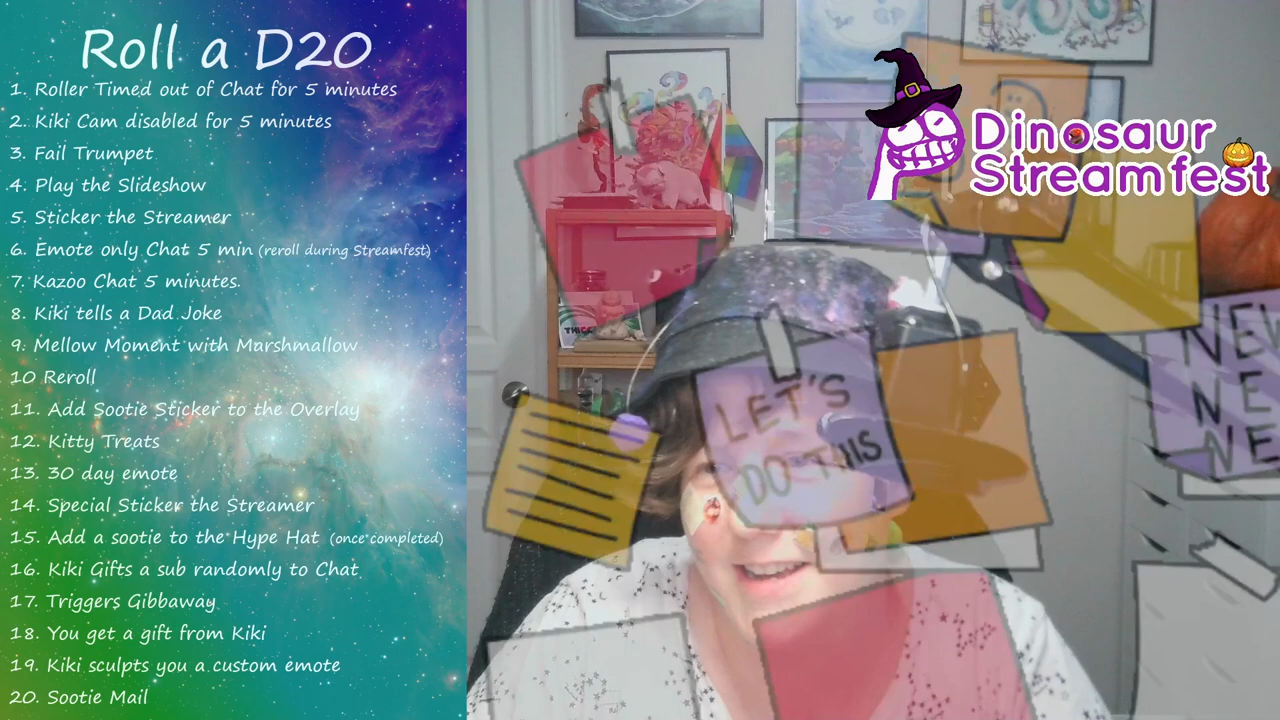 Roll a D20
1. Roller Timed out of Chat for 5 minutes
2. Kiki Cam disabled for 5 minutes
3. Fail Trumpet
4. Play the Slideshow
5. Sticker the Streamer
6. Emote only Chat 5 min (reroll during Streamfest)
7. Kazoo Chat 5 minutes.
8. Kiki tells a Dad Joke
9. Mellow Moment with Marshmallow
10 Reroll
11. Add Sootie Sticker to the Overlay
12. Kitty Treats
13. 30 day emote
14. Special Sticker the Streamer
15. Add a sootie to the Hype Hat (once completed)
16. Kiki Gifts a sub randomly to Chat
17. Triggers Gibbaway
18. You get a gift from Kiki
19. Kiki sculpts you a custom emote
20. Sootie Mail
Dinosaur
Streamfest
LET'S
DO THIS
NEW
NE
NE